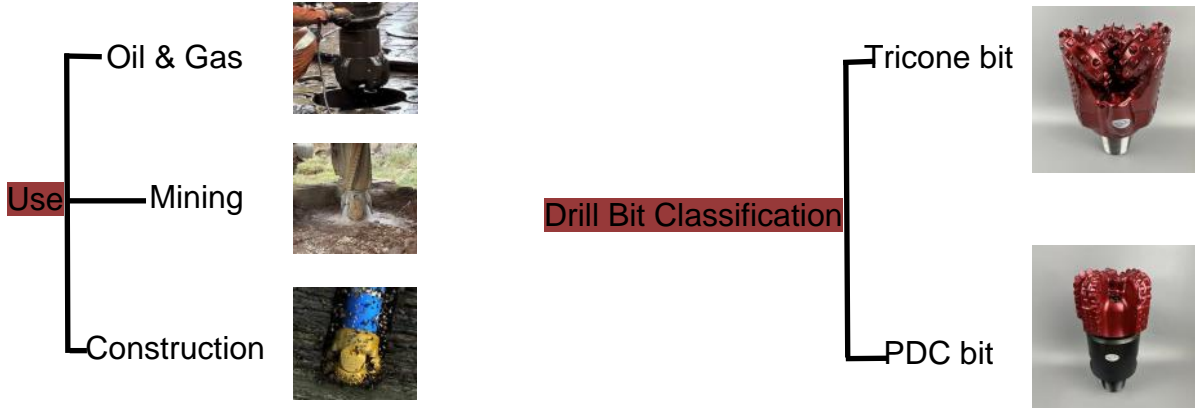 Oil & Gas
Use
Mining
Construction
Tricone bit
Drill Bit Classification
PDC bit